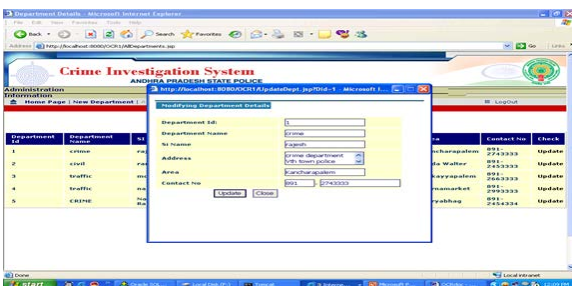 Department Details - Microsoft Internet Explorer
File Edit View Favorites Tools Help
Back Search Favorites
Address http://localhost:8080/OCR1/AllDepartments.jsp Go Links
Crime Investigation System
ANDHRA PRADESH STATE POLICE
Administration
Information
Home Page | New Department | LogOut
http://localhost:8080/OCR1/UpdateDept.jsp?Did=1 - Microsoft I...
Modifying Department Details
Department Id: 1
Department Name crime
SI Name rajesh
Address crime department
Vth town police
Area Kancharapalem
Contact No 891 - 2743333
Update Close
Department Id Department Name SI Contact No Check
1 crime ncharapalem 891-2743333 Update
2 civil Walter 891-2453333 Update
3 traffic kayyapalem 891-2663333 Update
4 traffic rnamarket 891-2993333 Update
5 CRIME ryabhag 891-2454334 Update
Done Local intranet
start 12:09 PM